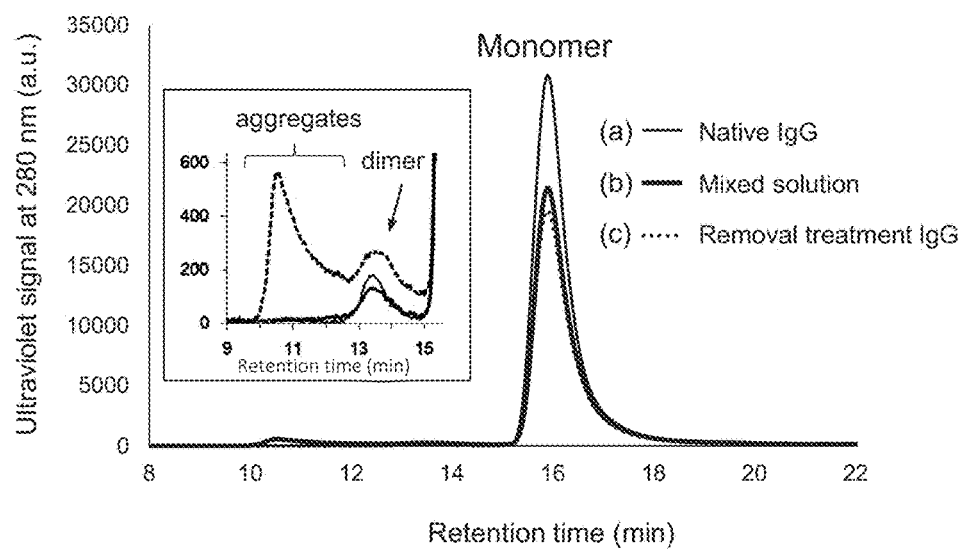 Ultraviolet signal at 280 nm (a.u.)
35000
30000
25000
20000
15000
10000
5000
0
Monomer
aggregates
dimer
600
400
200
0
9 11 13 15
Retention time (min)
(a) Native IgG
(b) Mixed solution
(c) Removal treatment IgG
8 10 12 14 16 18 20 22
Retention time (min)